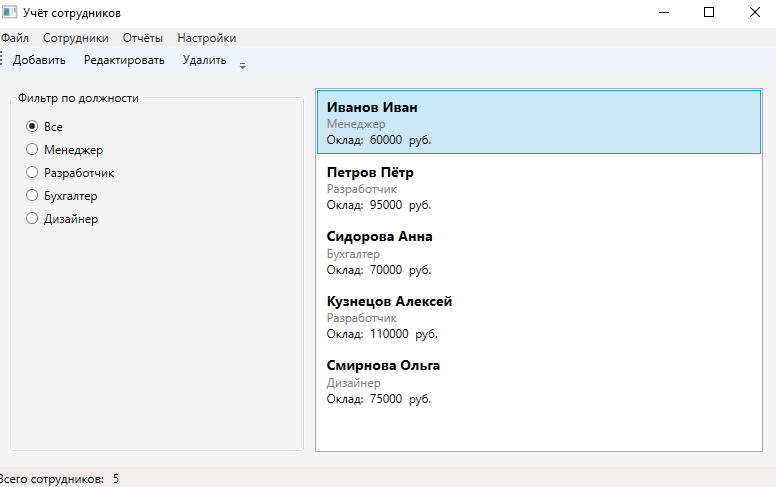 Учёт сотрудников
Файл Сотрудники Отчёты Настройки
Добавить Редактировать Удалить
Фильтр по должности
Все
Менеджер
Разработчик
Бухгалтер
Дизайнер
Иванов Иван
Менеджер
Оклад: 60000 руб.
Петров Пётр
Разработчик
Оклад: 95000 руб.
Сидорова Анна
Бухгалтер
Оклад: 70000 руб.
Кузнецов Алексей
Разработчик
Оклад: 110000 руб.
Смирнова Ольга
Дизайнер
Оклад: 75000 руб.
Всего сотрудников: 5